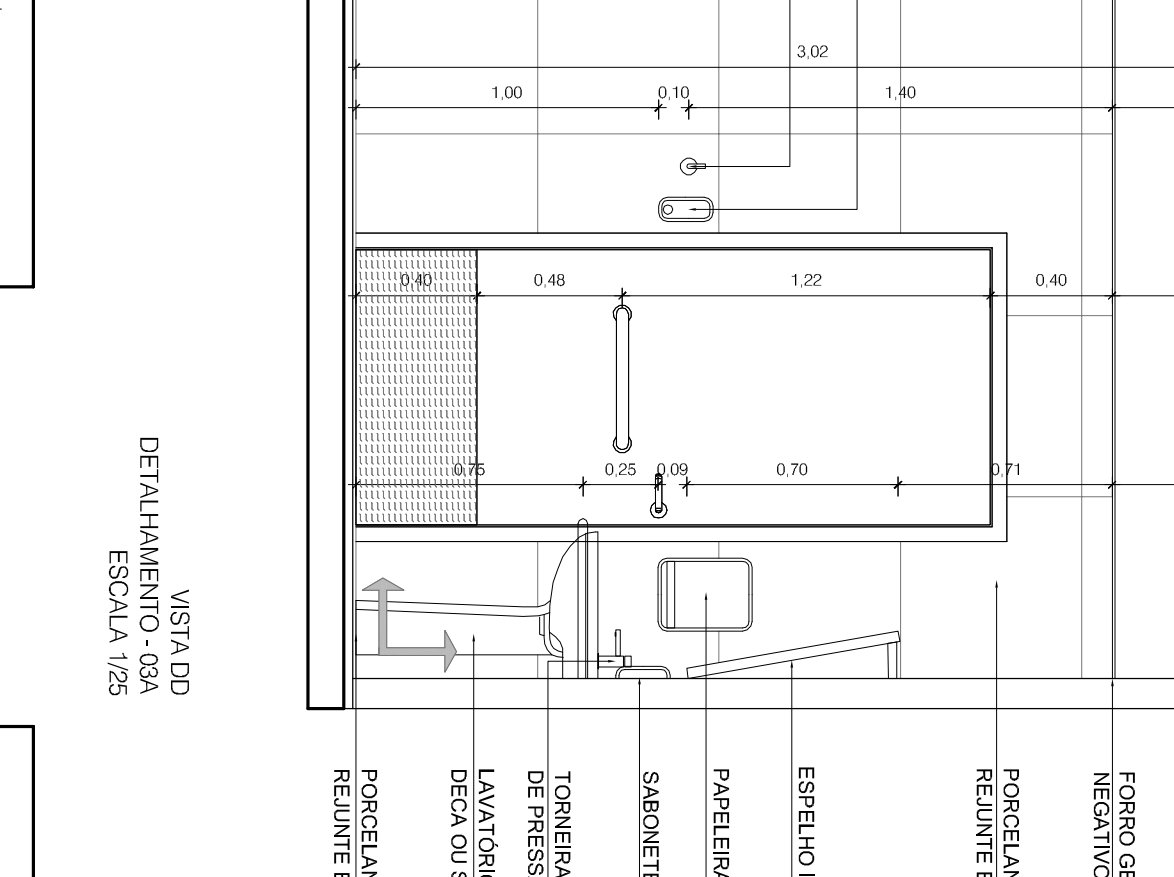 3,02
1,00
0,10
1,40
0,40
0,48
1,22
0,40
0,75
0,25
0,09
0,70
0,71
VISTA DD
DETALHAMENTO - 03A
ESCALA 1/25
FORRO GE
NEGATIVO
PORCELAN
REJUNTE E
ESPELHO
PAPELEIRA
SABONETE
TORNEIRA
DE PRESS
LAVATÓRIO
DECA OU S
PORCELAN
REJUNTE E